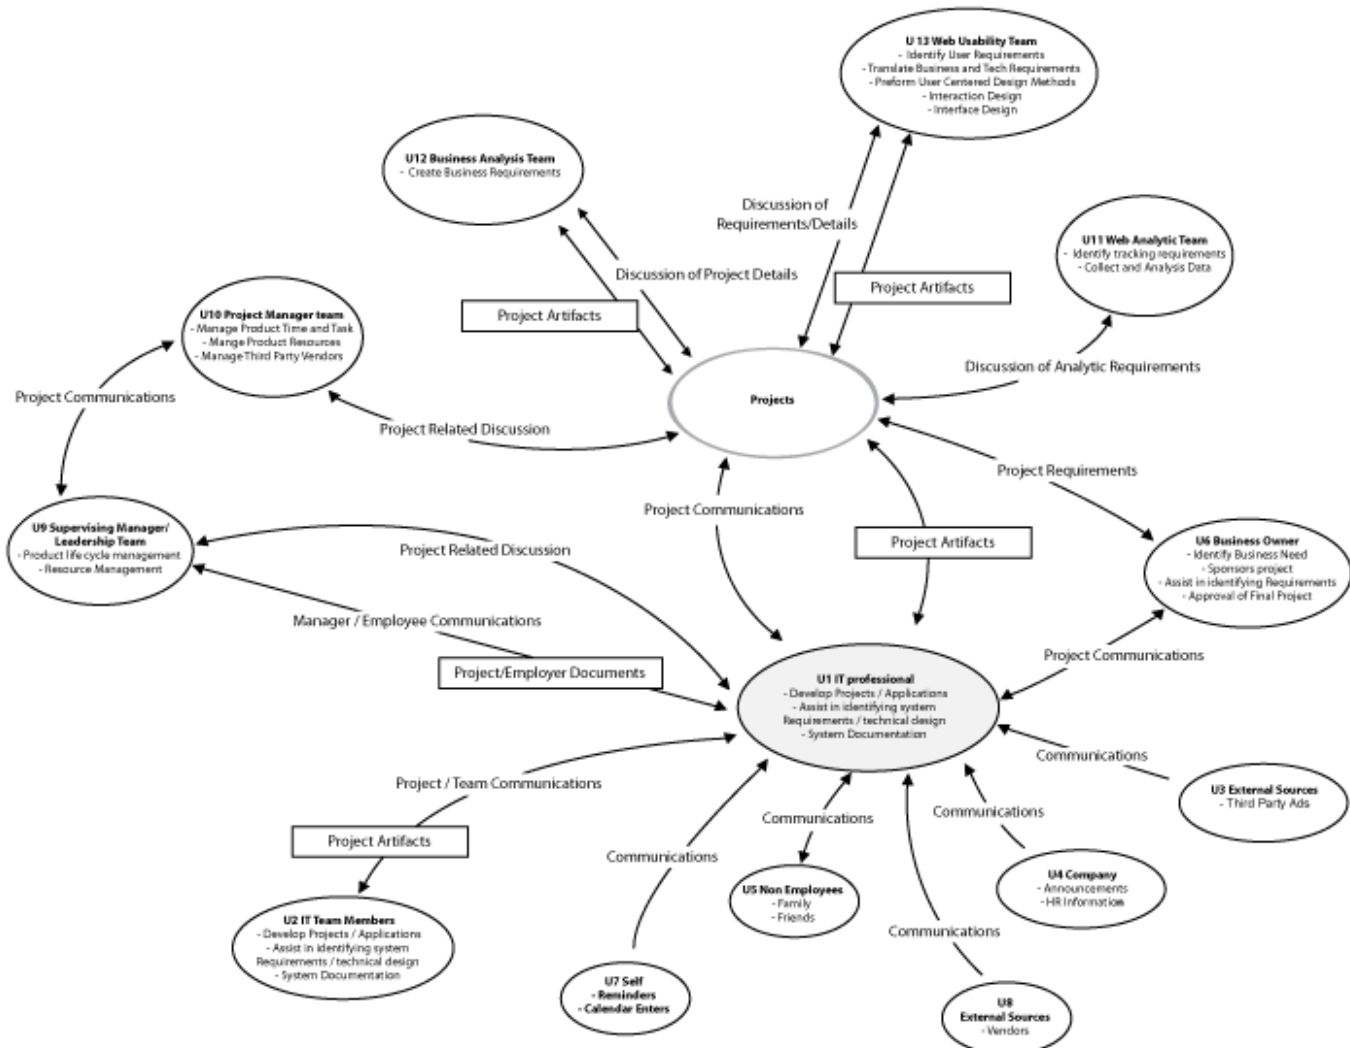 U 13 Web Usability Team
- Identify User Requirements
- Translate Business and Tech Requirements
- Preform User Centered Design Methods
- Interaction Design
- Interface Design
U12 Business Analysis Team
- Create Business Requirements
Discussion of
Requirements/Details
U11 Web Analytic Team
- Identify tracking requirements
- Collect and Analysis Data
Discussion of Project Details
Project Artifacts
Project Artifacts
U10 Project Manager team
- Manage Product Time and Task
- Mange Product Resources
- Manage Third Party Vendors
Discussion of Analytic Requirements
Project Communications
Projects
Project Related Discussion
Project Requirements
Project Communications
U9 Supervising Manager/
Leadership Team
- Product life cycle management
- Resource Management
Project Related Discussion
Project Artifacts
U6 Business Owner
- Identify Business Need
- Sponsors project
- Assist in identifying Requirements
- Approval of Final Project
Manager / Employee Communications
Project/Employer Documents
Project Communications
U1 IT professional
- Develop Projects / Applications
- Assist in identifying system
Requirements / technical design
- System Documentation
Communications
Project / Team Communications
U3 External Sources
- Third Party Ads
Project Artifacts
Communications
Communications
Communications
U5 Non Employees
- Family
- Friends
U4 Company
- Announcements
- HR Information
U2 IT Team Members
- Develop Projects / Applications
- Assist in identifying system
Requirements / technical design
- System Documentation
Communications
U7 Self
- Reminders
- Calendar Enters
U8
External Sources
- Vendors